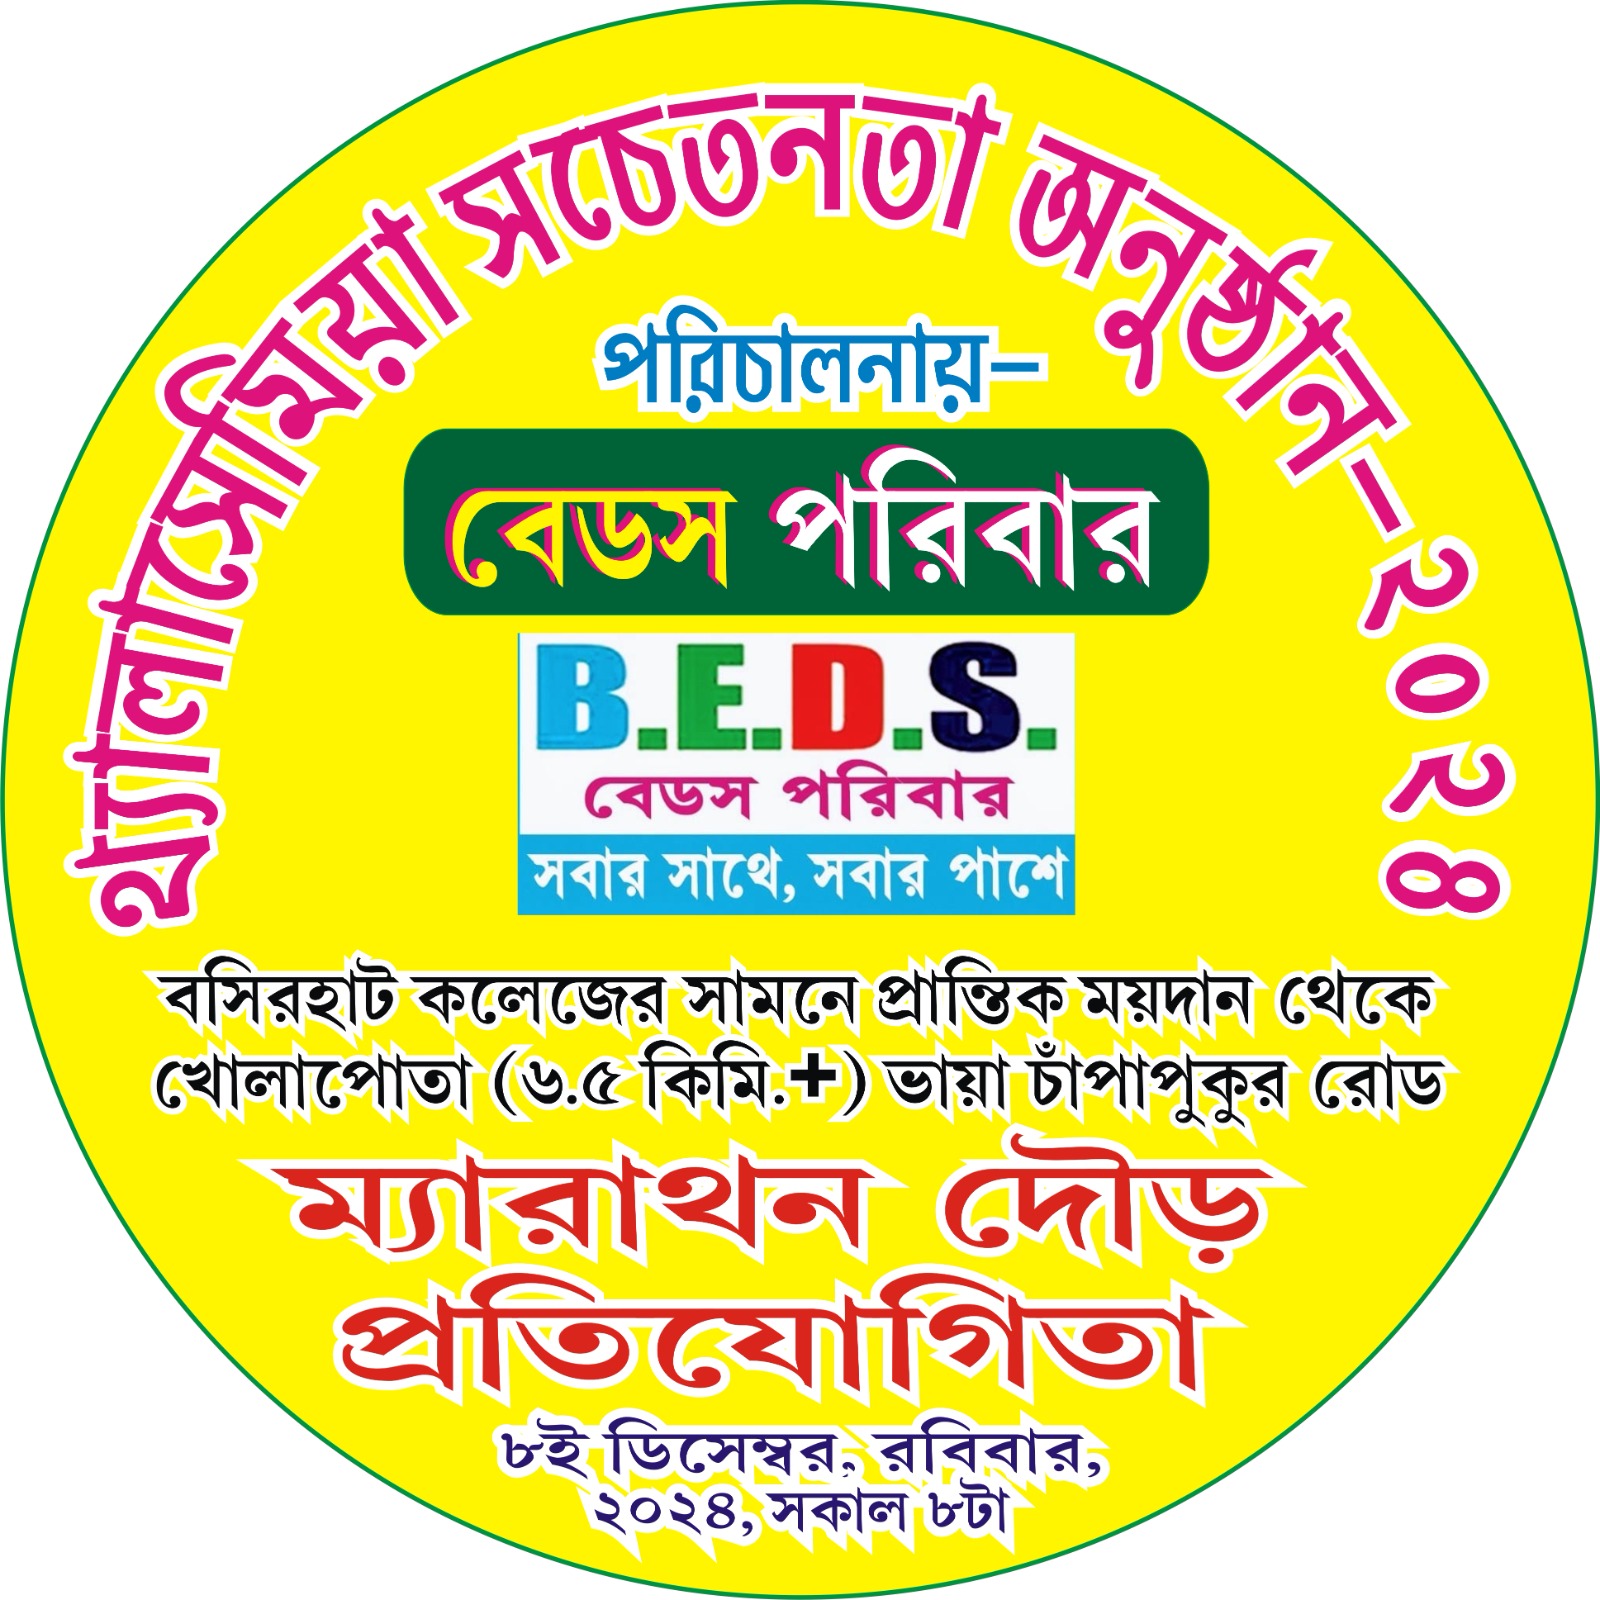 থ্যালাসেমিয়া সচেতনতা অনুষ্ঠান-২০২৪
পরিচালনায়-
বেডস পরিবার
B.E.D.S.
বেডস পরিবার
সবার সাথে, সবার পাশে
বসিরহাট কলেজের সামনে প্রান্তিক ময়দান থেকে
খোলাপোতা (৬.৫ কিমি.+) ভায়া চাঁপাপুকুর রোড
ম্যারাথন দৌড়
প্রতিযোগিতা
৮ই ডিসেম্বর, রবিবার,
২০২৪, সকাল ৮টা